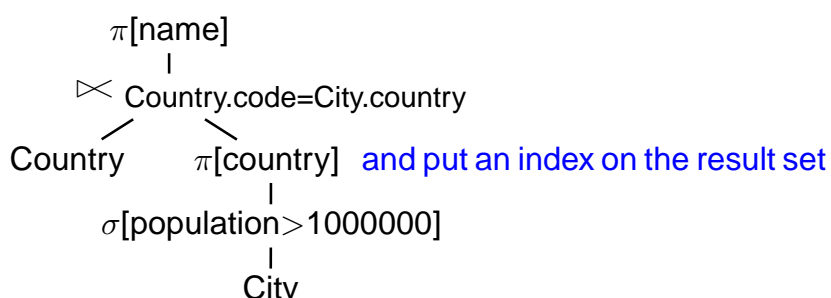 π[name]
⋊ Country.code=City.country
Country π[country] and put an index on the result set
σ[population>1000000]
City